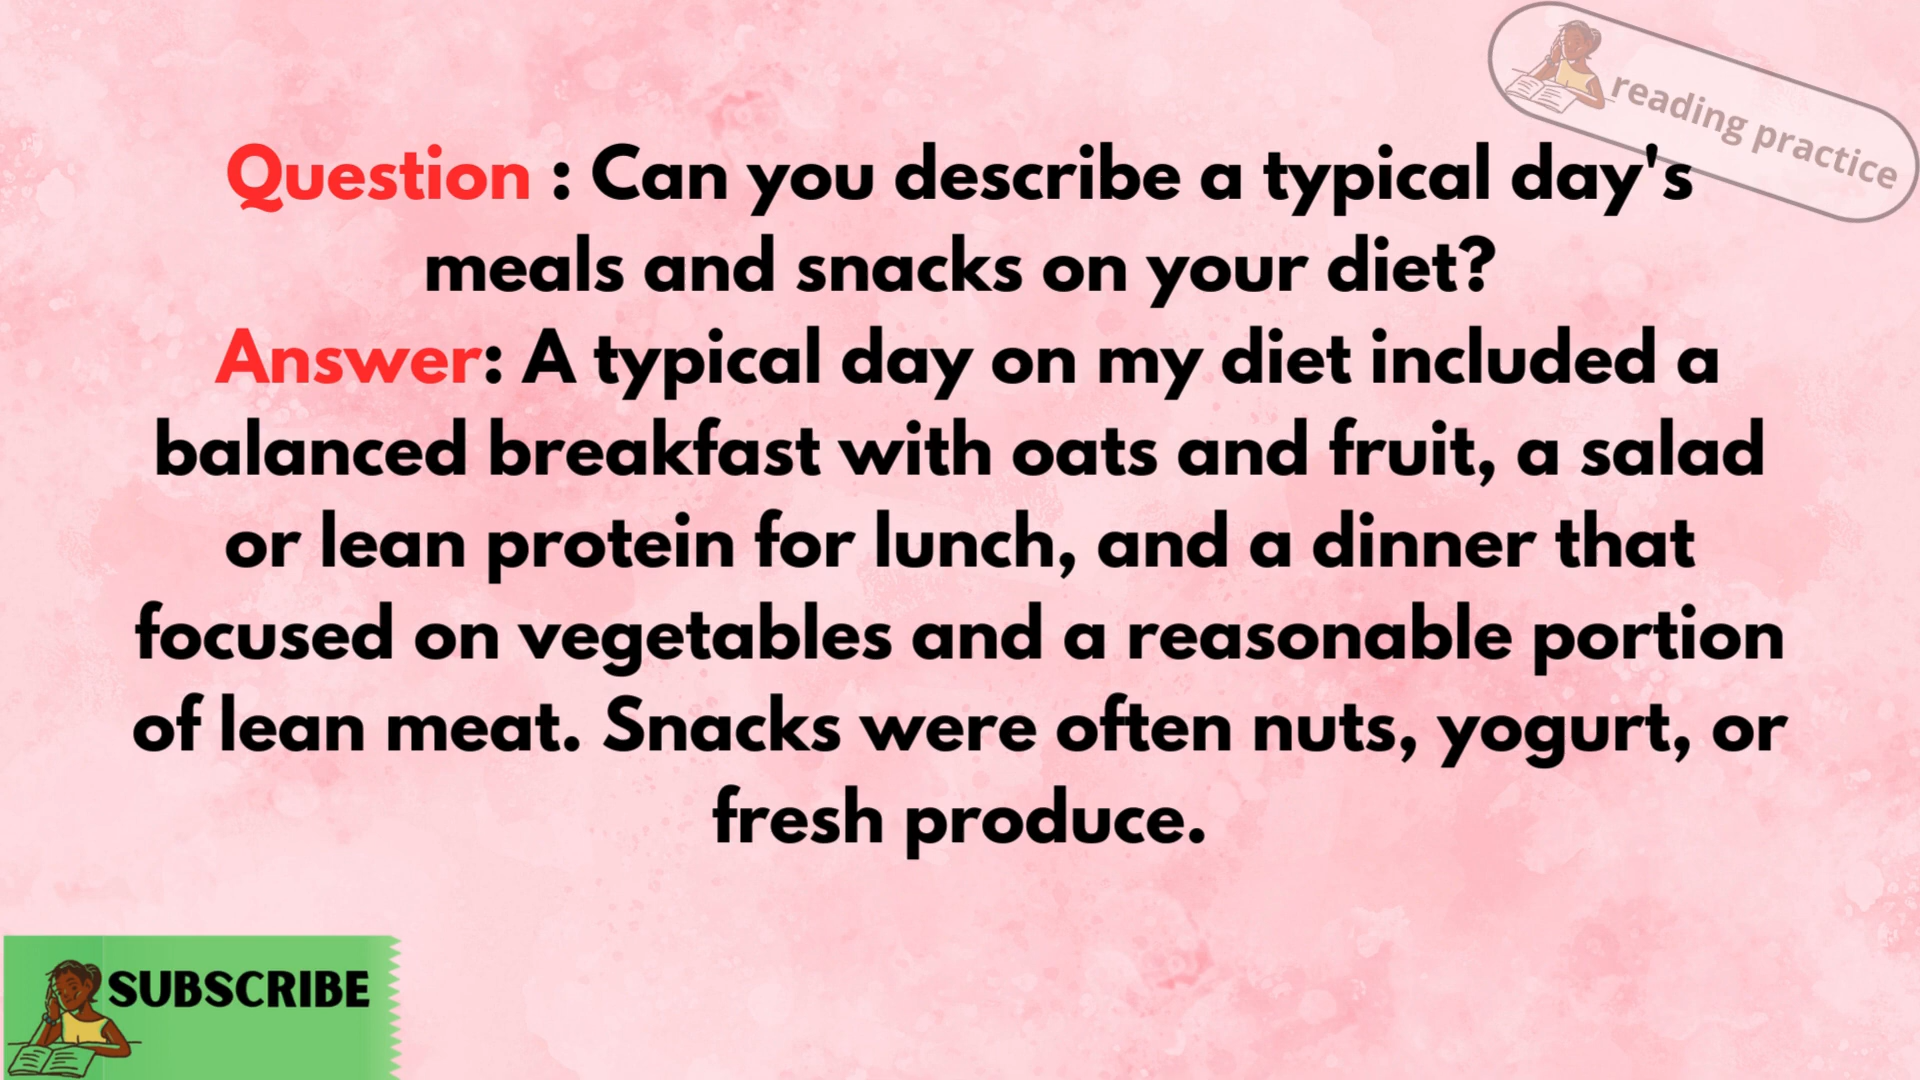 reading practice
Question : Can you describe a typical day's
meals and snacks on your diet?
Answer: A typical day on my diet included a
balanced breakfast with oats and fruit, a salad
or lean protein for lunch, and a dinner that
focused on vegetables and a reasonable portion
of lean meat. Snacks were often nuts, yogurt, or
fresh produce.
SUBSCRIBE